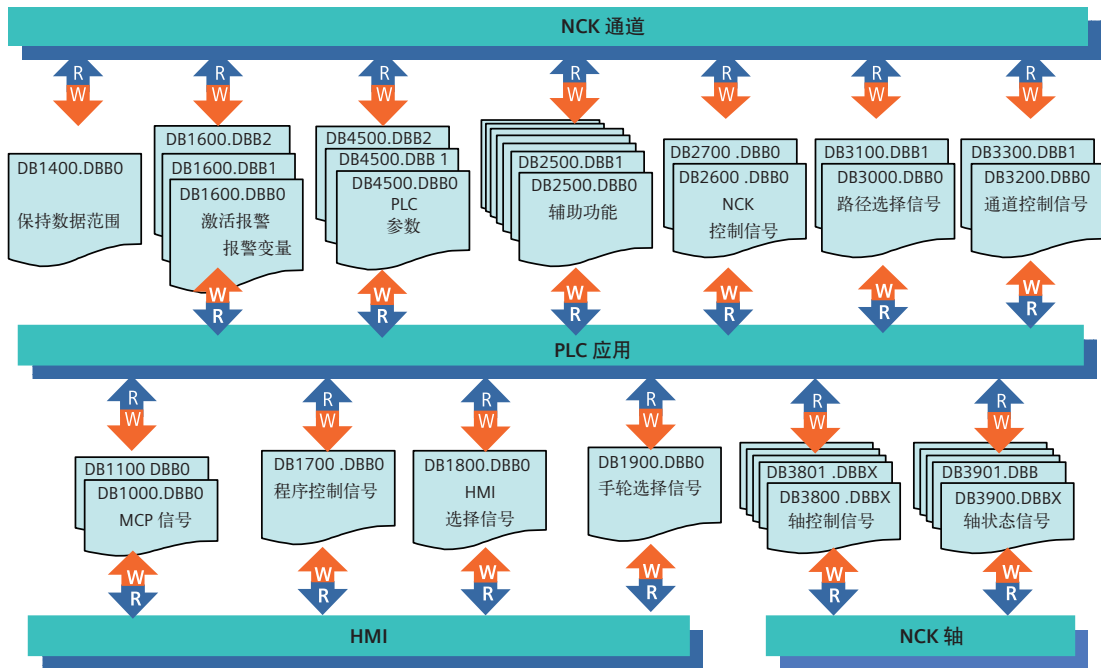 NCK 通道
R
W
R
W
R
W
R
W
R
W
R
W
R
W
DB1400.DBB0
保持数据范围
DB1600.DBB2
DB1600.DBB1
DB1600.DBB0
激活报警
报警变量
DB4500.DBB2
DB4500.DBB 1
DB4500.DBB0
PLC
参数
DB2500.DBB1
DB2500.DBB0
辅助功能
DB2700 .DBB0
DB2600 .DBB0
NCK
控制信号
DB3100.DBB1
DB3000.DBB0
路径选择信号
DB3300.DBB1
DB3200.DBB0
通道控制信号
W
R
W
R
W
R
W
R
W
R
W
R
PLC 应用
R
W
R
W
R
W
R
W
R
W
R
W
DB1100 DBB0
DB1000.DBB0
MCP 信号
DB1700 .DBB0
程序控制信号
DB1800.DBB0
HMI
选择信号
DB1900.DBB0
手轮选择信号
DB3801 .DBBX
DB3800 .DBBX
轴控制信号
DB3901.DBB
DB3900.DBBX
轴状态信号
W
R
W
R
W
R
W
R
W
R
W
R
HMI
NCK 轴